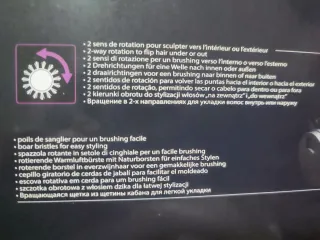 • 2 sens de rotation pour sculpter vers l'intérieur ou l'extérieur
• 2-way rotation to flip hair under or out
• 2 sensi di rotazione per un brushing verso l'interno o verso l'esterno
• 2 Drehrichtungen für eine Welle nach innen oder außen
• 2 draairichtingen voor een brushing naar binnen of naar buiten
• 2 sentidos de rotación para volver las puntas hacia el interior o hacia el exterior
• 2 sentidos de rotação, permitindo secar o cabelo para dentro ou para fora
• 2 kierunki obrotu do stylizacji włosów „na zewnątrz" i „do wewnątrz"
• Вращение в 2-х направлениях для укладки волос внутрь или наружу
• poils de sanglier pour un brushing facile
• boar bristles for easy styling
• spazzola rotante in setole di cinghiale per un facile brushing
• rotierende Warmluftbürste mit Naturborsten für einfaches Stylen
• roterende borstel in everzwijnhaar voor een gemakkelijke brushing
• cepillo giratorio de cerdas de jabalí para facilitar el moldeado
• escova rotativa em cerdas para um brushing fácil
• szczotka obrotowa z włosiem dzika dla łatwej stylizacji
• Вращающаяся щетка из щетины кабана для легкой укладки